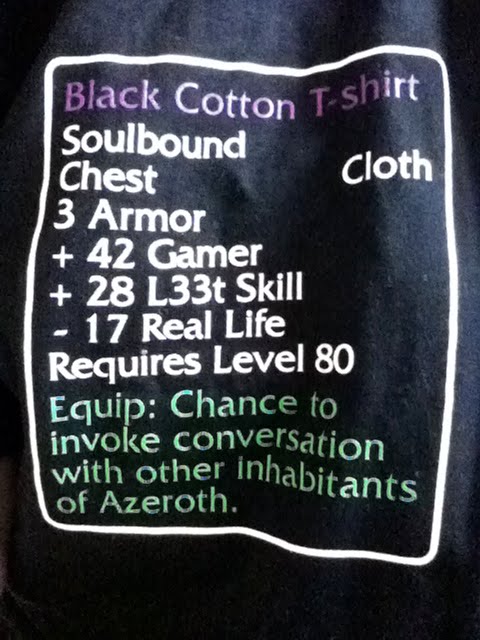 Black Cotton T-shirt
Soulbound
Chest Cloth
3 Armor
+ 42 Gamer
+ 28 L33t Skill
- 17 Real Life
Requires Level 80
Equip: Chance to
invoke conversation
with other inhabitants
of Azeroth.